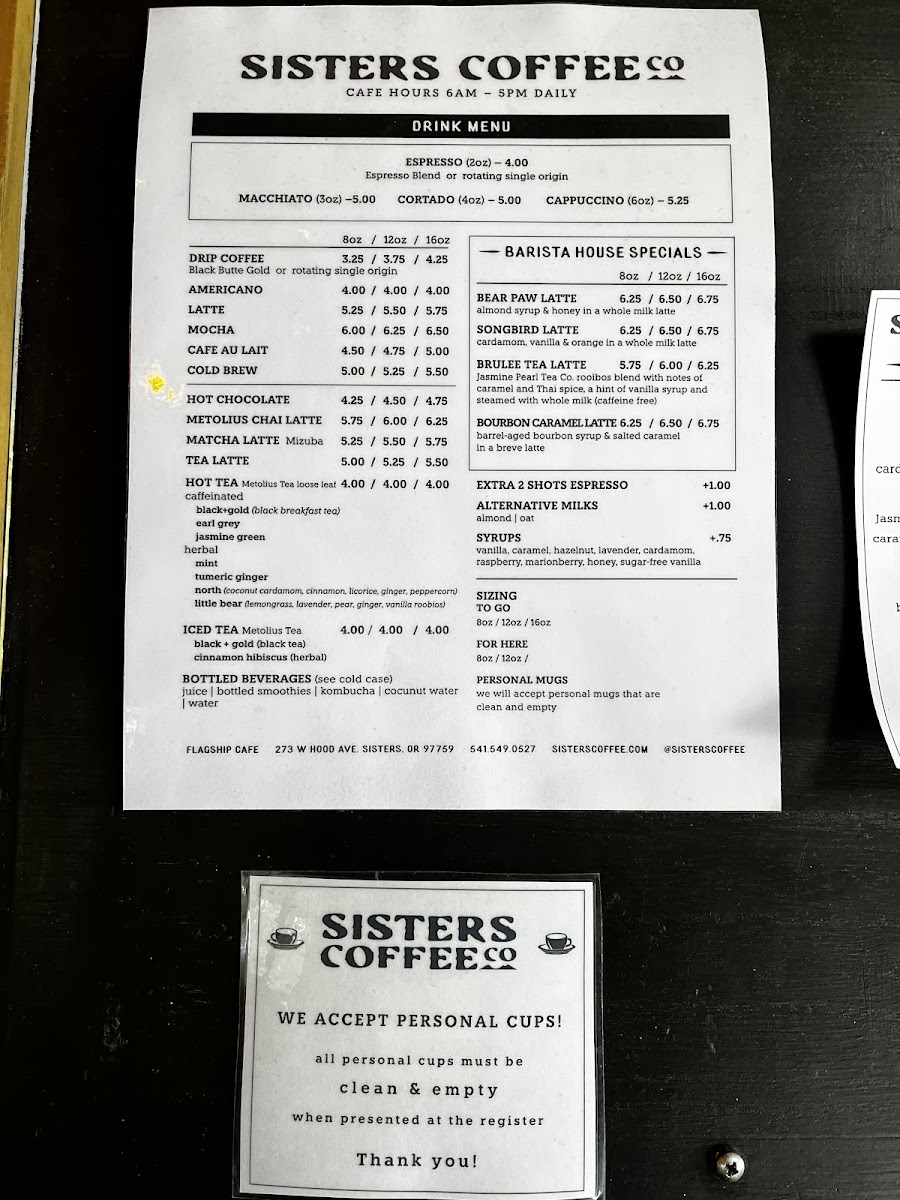 SISTERS COFFEE CO
CAFE HOURS 6AM – 5PM DAILY
DRINK MENU
ESPRESSO (2oz) – 4.00
Espresso Blend or rotating single origin
MACCHIATO (3oz) –5.00 CORTADO (4oz) – 5.00 CAPPUCCINO (6oz) – 5.25
8oz / 12oz / 16oz
DRIP COFFEE 3.25 / 3.75 / 4.25
Black Butte Gold or rotating single origin
AMERICANO 4.00 / 4.00 / 4.00
LATTE 5.25 / 5.50 / 5.75
MOCHA 6.00 / 6.25 / 6.50
CAFE AU LAIT 4.50 / 4.75 / 5.00
COLD BREW 5.00 / 5.25 / 5.50
HOT CHOCOLATE 4.25 / 4.50 / 4.75
METOLIUS CHAI LATTE 5.75 / 6.00 / 6.25
MATCHA LATTE Mizuba 5.25 / 5.50 / 5.75
TEA LATTE 5.00 / 5.25 / 5.50
HOT TEA Metolius Tea loose leaf 4.00 / 4.00 / 4.00
caffeinated
black+gold (black breakfast tea)
earl grey
jasmine green
herbal
mint
tumeric ginger
north (coconut cardamom, cinnamon, licorice, ginger, peppercorn)
little bear (lemongrass, lavender, pear, ginger, vanilla roobios)
ICED TEA Metolius Tea 4.00 / 4.00 / 4.00
black + gold (black tea)
cinnamon hibiscus (herbal)
BOTTLED BEVERAGES (see cold case)
juice | bottled smoothies | kombucha | cocunut water
| water
BARISTA HOUSE SPECIALS
8oz / 12oz / 16oz
BEAR PAW LATTE 6.25 / 6.50 / 6.75
almond syrup & honey in a whole milk latte
SONGBIRD LATTE 6.25 / 6.50 / 6.75
cardamom, vanilla & orange in a whole milk latte
BRULEE TEA LATTE 5.75 / 6.00 / 6.25
Jasmine Pearl Tea Co. rooibos blend with notes of
caramel and Thai spice, a hint of vanilla syrup and
steamed with whole milk (caffeine free)
BOURBON CARAMEL LATTE 6.25 / 6.50 / 6.75
barrel-aged bourbon syrup & salted caramel
in a breve latte
EXTRA 2 SHOTS ESPRESSO +1.00
ALTERNATIVE MILKS +1.00
almond | oat
SYRUPS +.75
vanilla, caramel, hazelnut, lavender, cardamom,
raspberry, marionberry, honey, sugar-free vanilla
SIZING
TO GO
8oz / 12oz / 16oz
FOR HERE
8oz / 12oz /
PERSONAL MUGS
we will accept personal mugs that are
clean and empty
FLAGSHIP CAFE 273 W HOOD AVE. SISTERS, OR 97759 541.549.0527 SISTERSCOFFEE.COM @SISTERSCOFFEE
SISTERS
COFFEE CO
WE ACCEPT PERSONAL CUPS!
all personal cups must be
clean & empty
when presented at the register
Thank you!